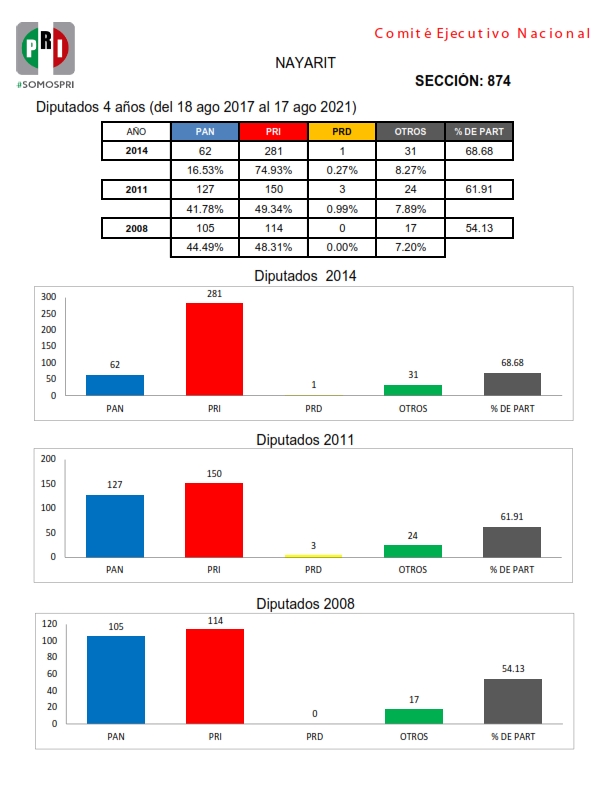 PRI
#SOMOSPRI
Comité Ejecutivo Nacional
NAYARIT
SECCIÓN: 874
Diputados 4 años (del 18 ago 2017 al 17 ago 2021)
AÑO PAN PRI PRD OTROS % DE PART
2014 62 281 1 31 68.68
16.53% 74.93% 0.27% 8.27%
2011 127 150 3 24 61.91
41.78% 49.34% 0.99% 7.89%
2008 105 114 0 17 54.13
44.49% 48.31% 0.00% 7.20%
Diputados 2014
300
250
200
150
100
50
0
62 281 1 31 68.68
PAN PRI PRD OTROS % DE PART
Diputados 2011
200
150
100
50
0
127 150 3 24 61.91
PAN PRI PRD OTROS % DE PART
Diputados 2008
120
100
80
60
40
20
0
105 114 0 17 54.13
PAN PRI PRD OTROS % DE PART